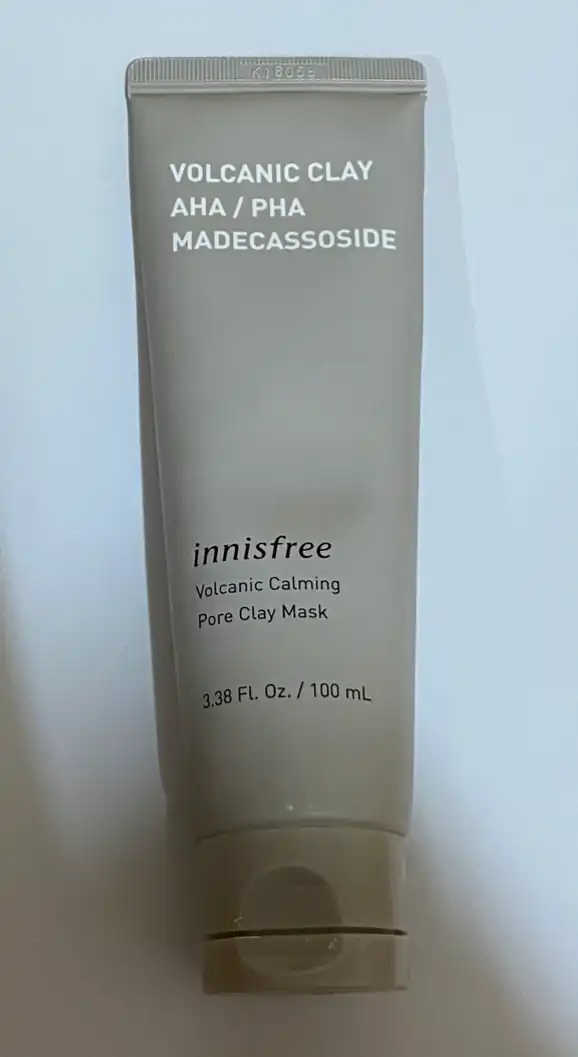 VOLCANIC CLAY
AHA / PHA
MADECASSOSIDE
innisfree
Volcanic Calming
Pore Clay Mask
3.38 Fl. Oz. / 100 mL